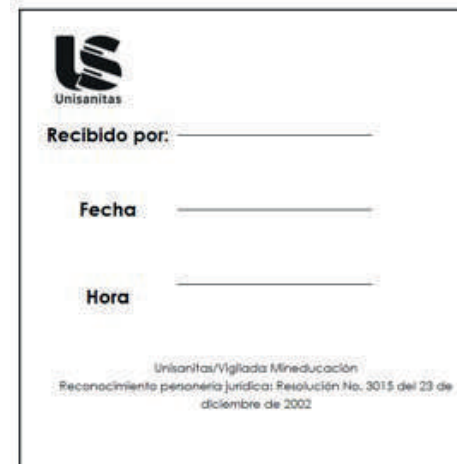 US
Unisanitas
Recibido por:
Fecha
Hora
Unisanitas/Vigilada Mineducación
Reconocimiento personería jurídica: Resolución No. 3015 del 23 de
diciembre de 2002